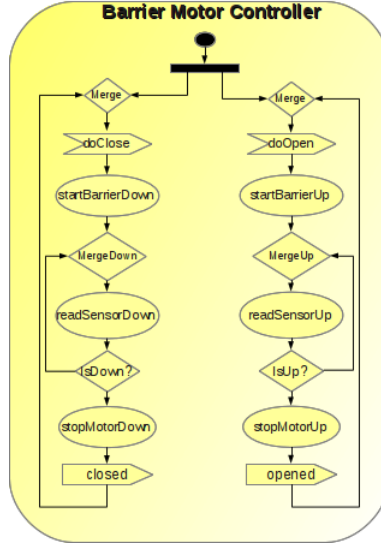 Barrier Motor Controller
Merge
Merge
doClose
doOpen
startBarrierDown
startBarrierUp
MergeDown
MergeUp
readSensorDown
readSensorUp
IsDown?
IsUp?
stopMotorDown
stopMotorUp
closed
opened